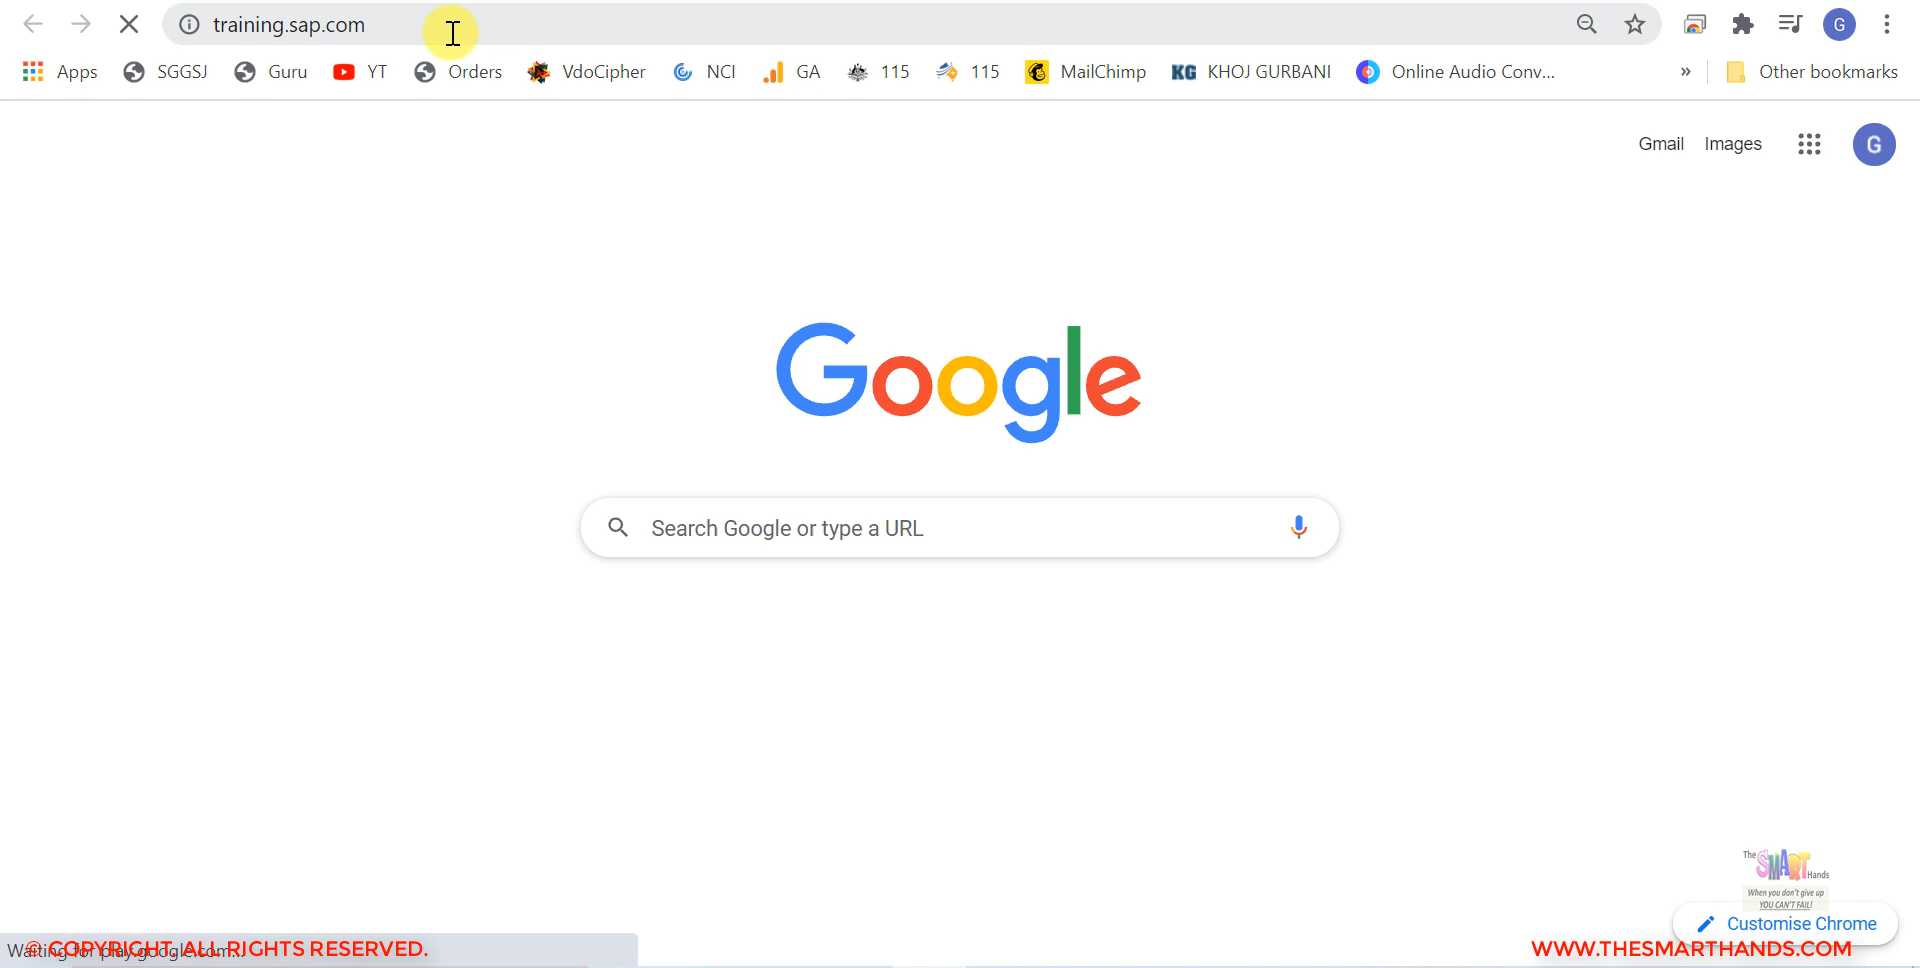 training.sap.com
G
Apps SGGSJ Guru YT Orders VdoCipher NCI GA 115 115 MailChimp KG KHOJ GURBANI Online Audio Conv... » Other bookmarks
Gmail Images G
Google
Search Google or type a URL
The SMART Hands
When you don't give up
YOU CAN'T FAIL!
Customise Chrome
Waiting for play.google.com...
© COPYRIGHT. ALL RIGHTS RESERVED.
WWW.THESMARTHANDS.COM